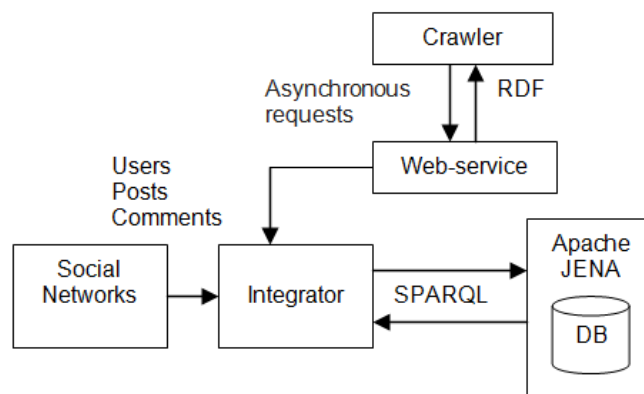 Crawler
Asynchronous
requests
RDF
Web-service
Users
Posts
Comments
Social
Networks
Integrator
SPARQL
Apache
JENA
DB